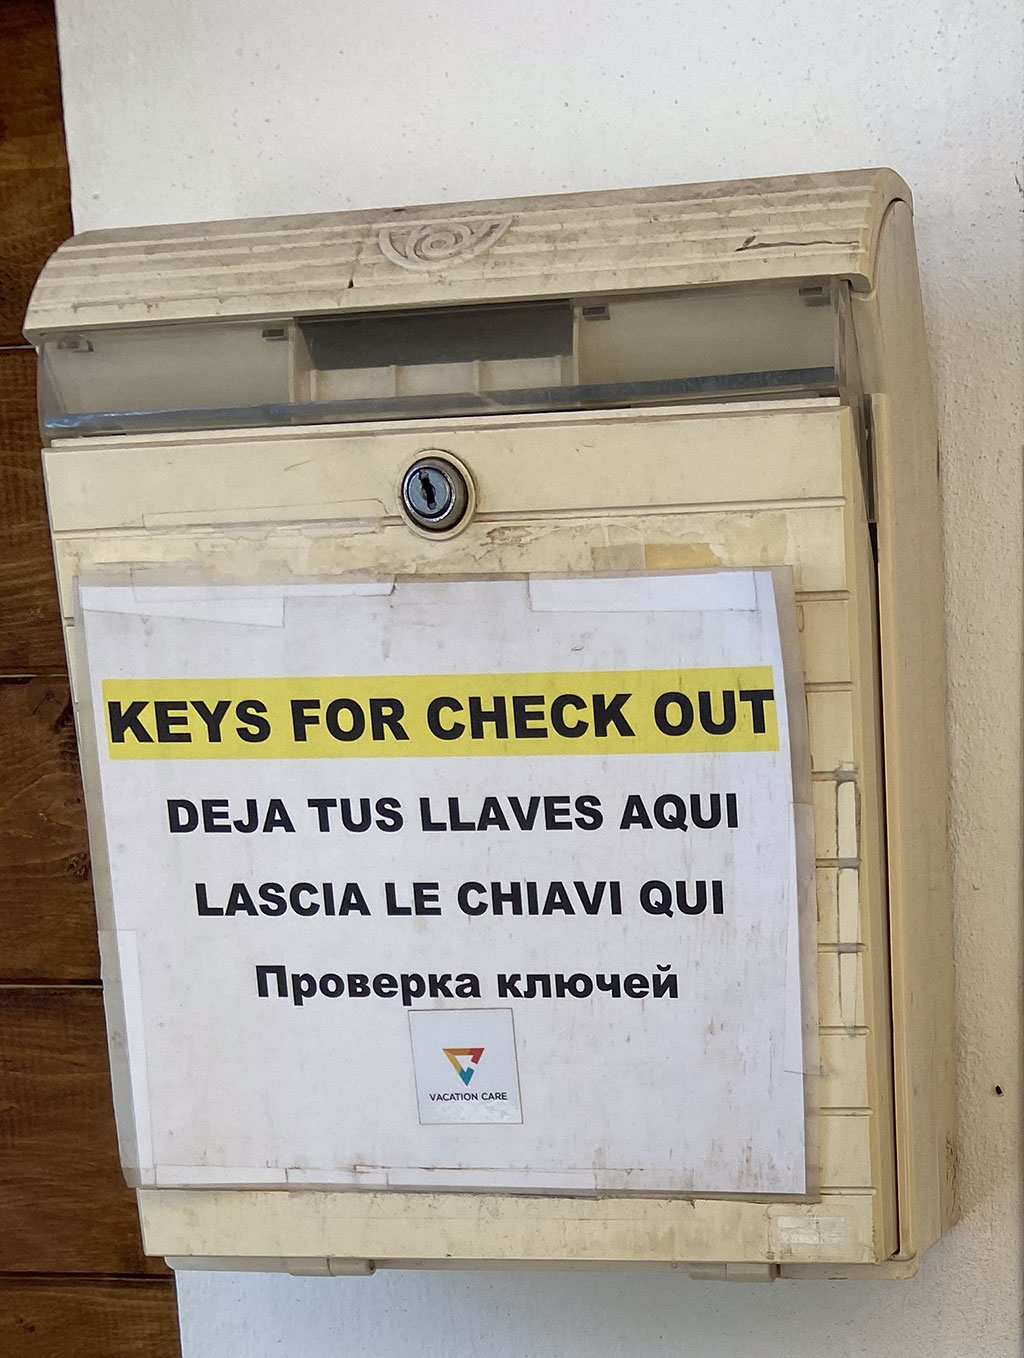 KEYS FOR CHECK OUT
DEJA TUS LLAVES AQUI
LASCIA LE CHIAVI QUI
Проверка ключей
VACATION CARE